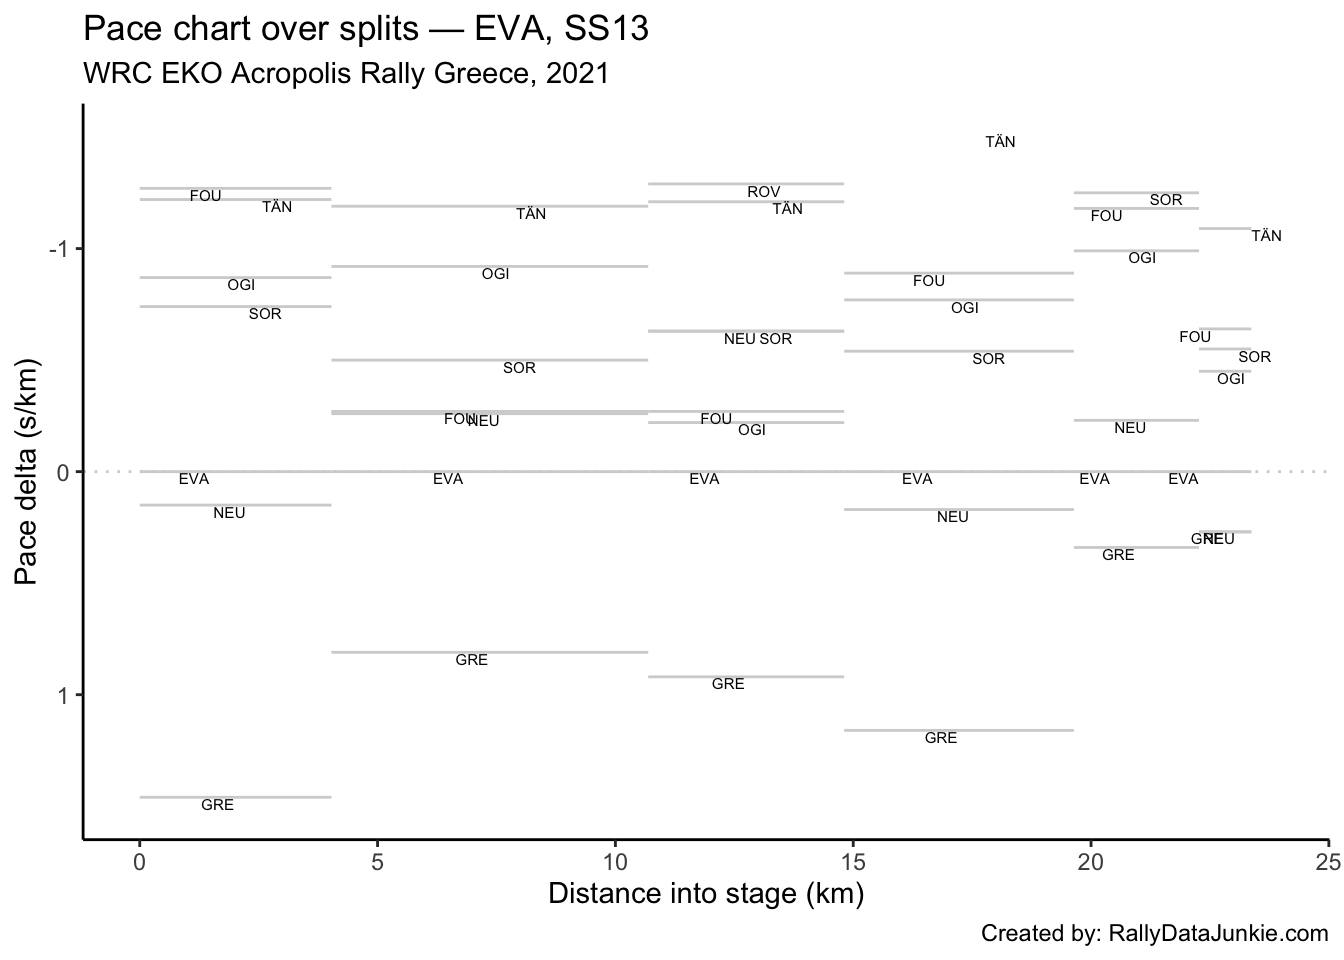 Pace chart over splits — EVA, SS13
WRC EKO Acropolis Rally Greece, 2021
TÄN
ROV
FOU
SOR
TÄN
TÄN
TÄN
FOU
TÄN
-1
OGI
OGI
FOU
OGI
SOR
OGI
NEU SOR
FOU
SOR
SOR
SOR
OGI
FOU
NEU
FOU
OGI
NEU
0
EVA
EVA
EVA
EVA
EVA
EVA
NEU
NEU
GRE
NEU
GRE
GRE
GRE
1
GRE
GRE
Pace delta (s/km)
0
5
10
15
20
25
Distance into stage (km)
Created by: RallyDataJunkie.com